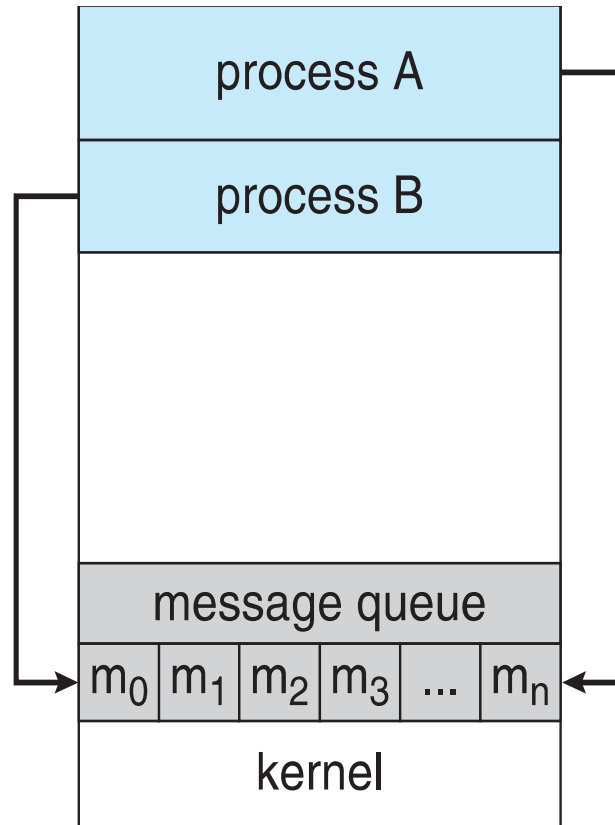 process A
process B
message queue
m₀ m₁ m₂ m₃ ... mₙ
kernel